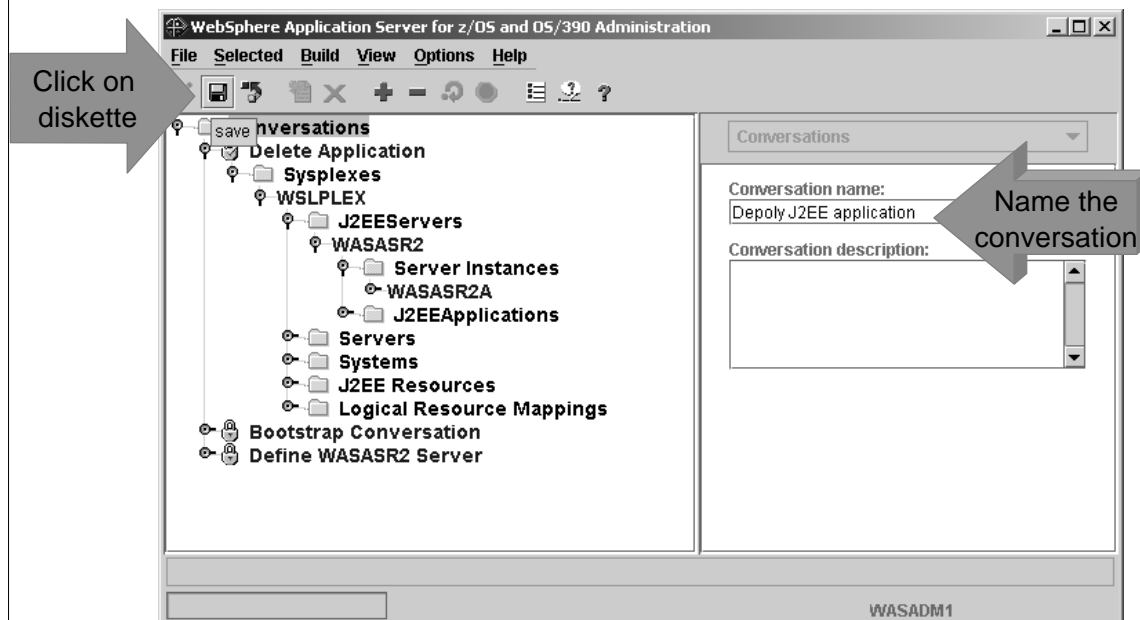 WebSphere Application Server for z/OS and OS/390 Administration
File Selected Build View Options Help
Click on
diskette
save
nversations
Delete Application
Sysplexes
WSLPLEX
J2EEServers
WASASR2
Server Instances
WASASR2A
J2EEApplications
Servers
Systems
J2EE Resources
Logical Resource Mappings
Bootstrap Conversation
Define WASASR2 Server
Conversations
Conversation name:
Depoly J2EE application
Name the
conversation
Conversation description:
WASADM1